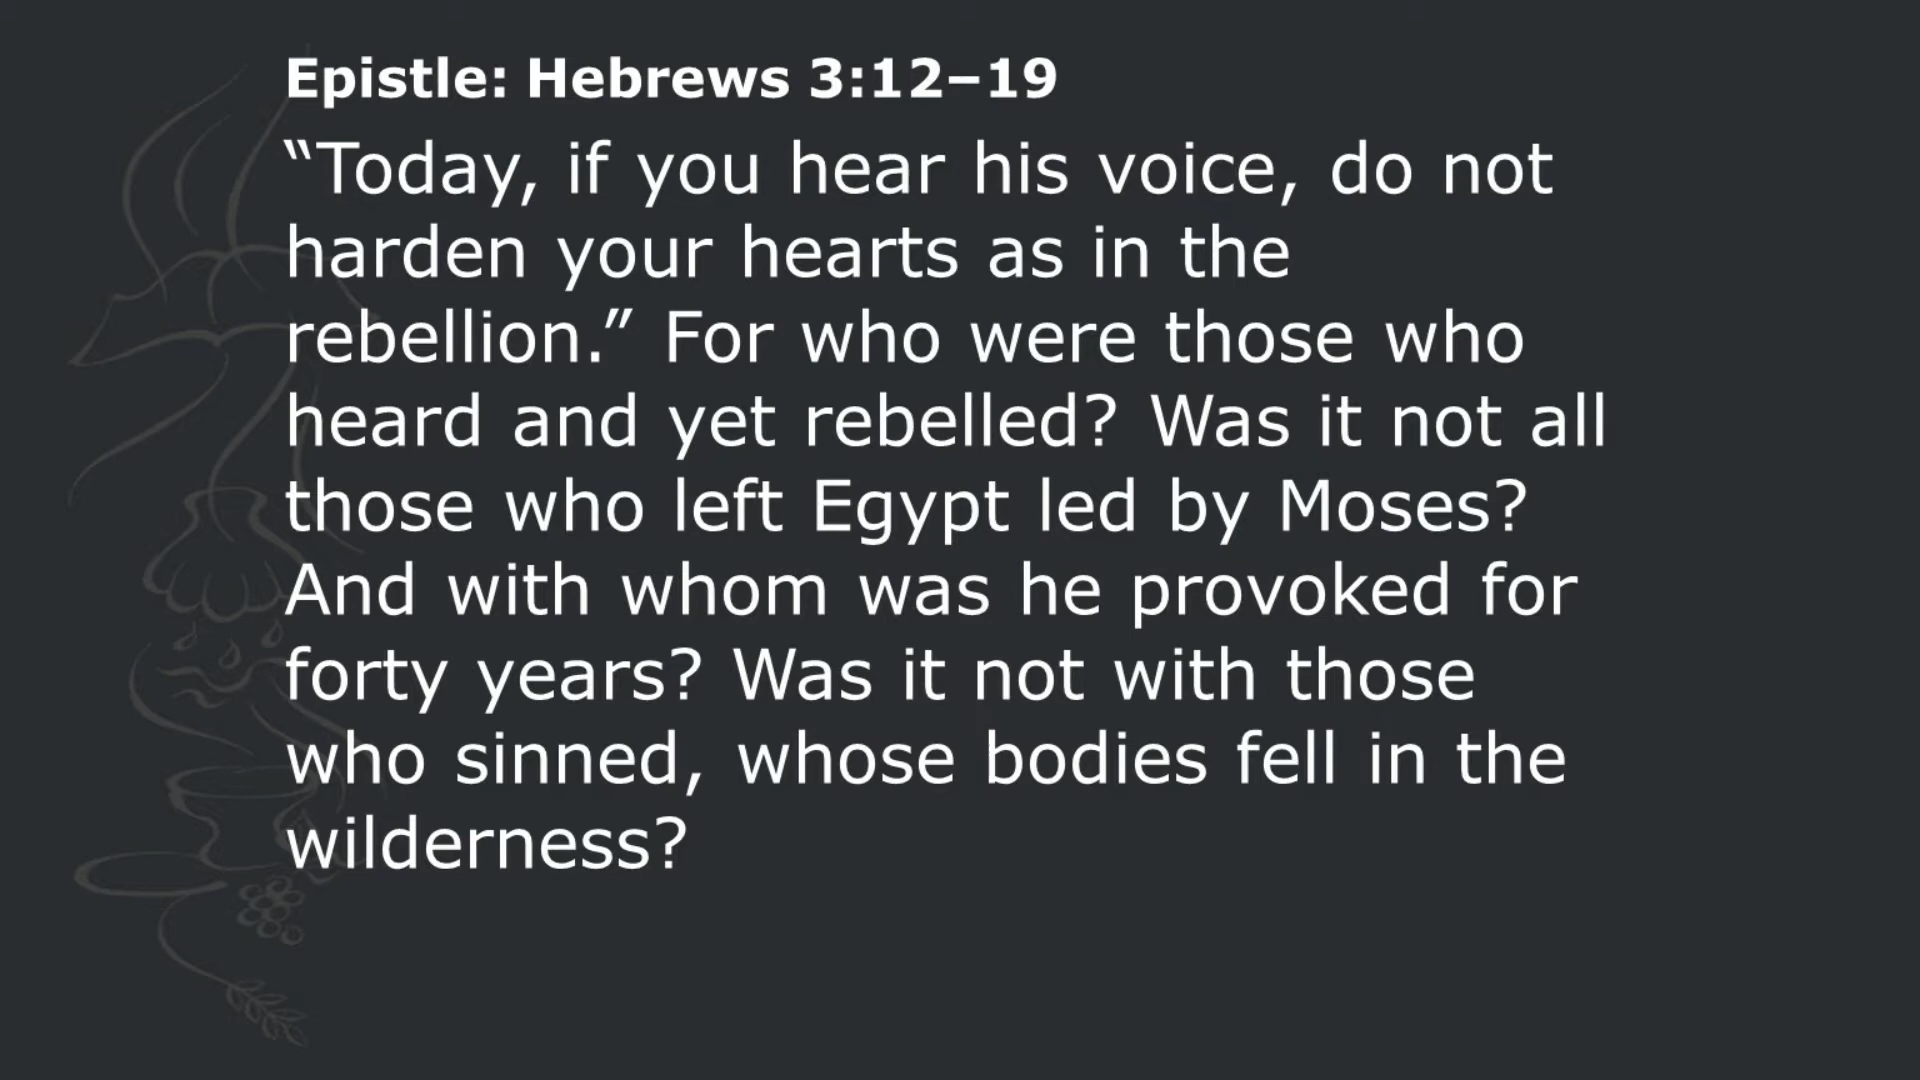 Epistle: Hebrews 3:12–19
“Today, if you hear his voice, do not
harden your hearts as in the
rebellion.” For who were those who
heard and yet rebelled? Was it not all
those who left Egypt led by Moses?
And with whom was he provoked for
forty years? Was it not with those
who sinned, whose bodies fell in the
wilderness?